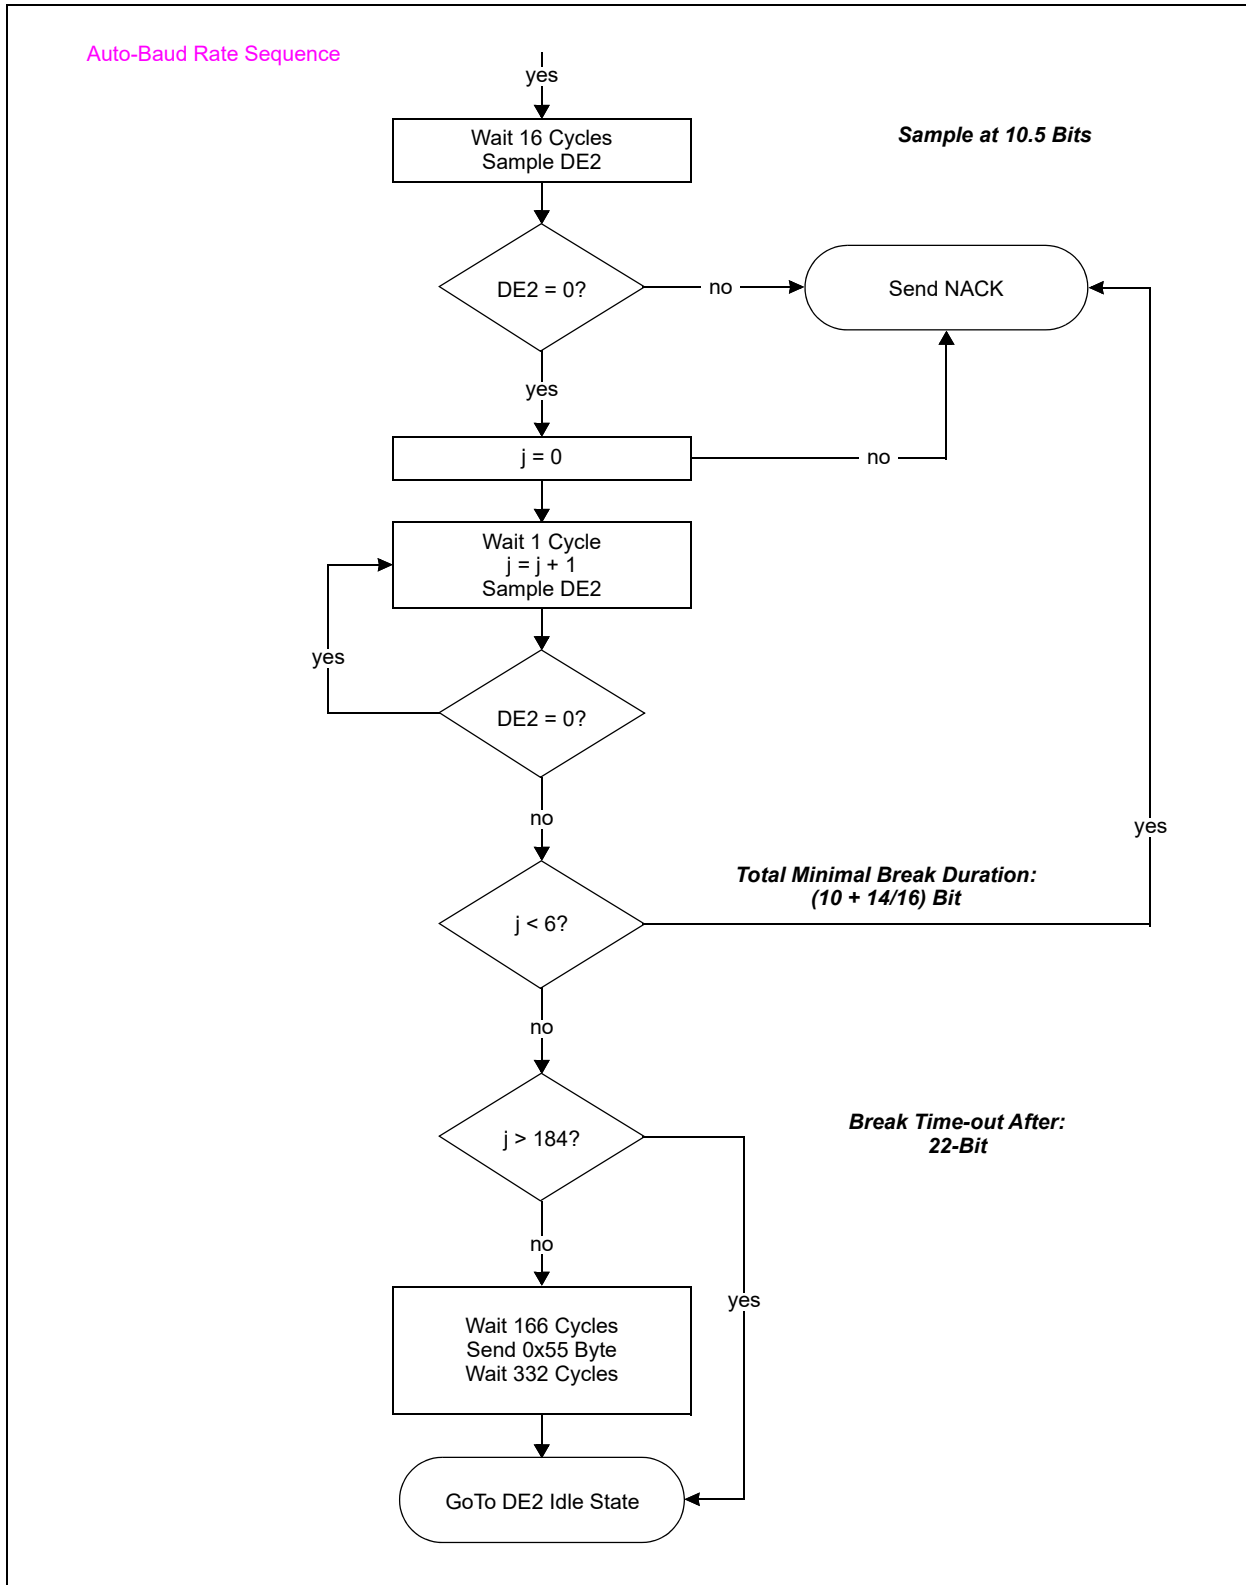 Auto-Baud Rate Sequence
yes
Wait 16 Cycles
Sample DE2
Sample at 10.5 Bits
DE2 = 0?
no
Send NACK
yes
j = 0
no
Wait 1 Cycle
j = j + 1
Sample DE2
yes
DE2 = 0?
no
yes
Total Minimal Break Duration:
(10 + 14/16) Bit
j < 6?
no
j > 184?
Break Time-out After:
22-Bit
no
yes
Wait 166 Cycles
Send 0x55 Byte
Wait 332 Cycles
GoTo DE2 Idle State